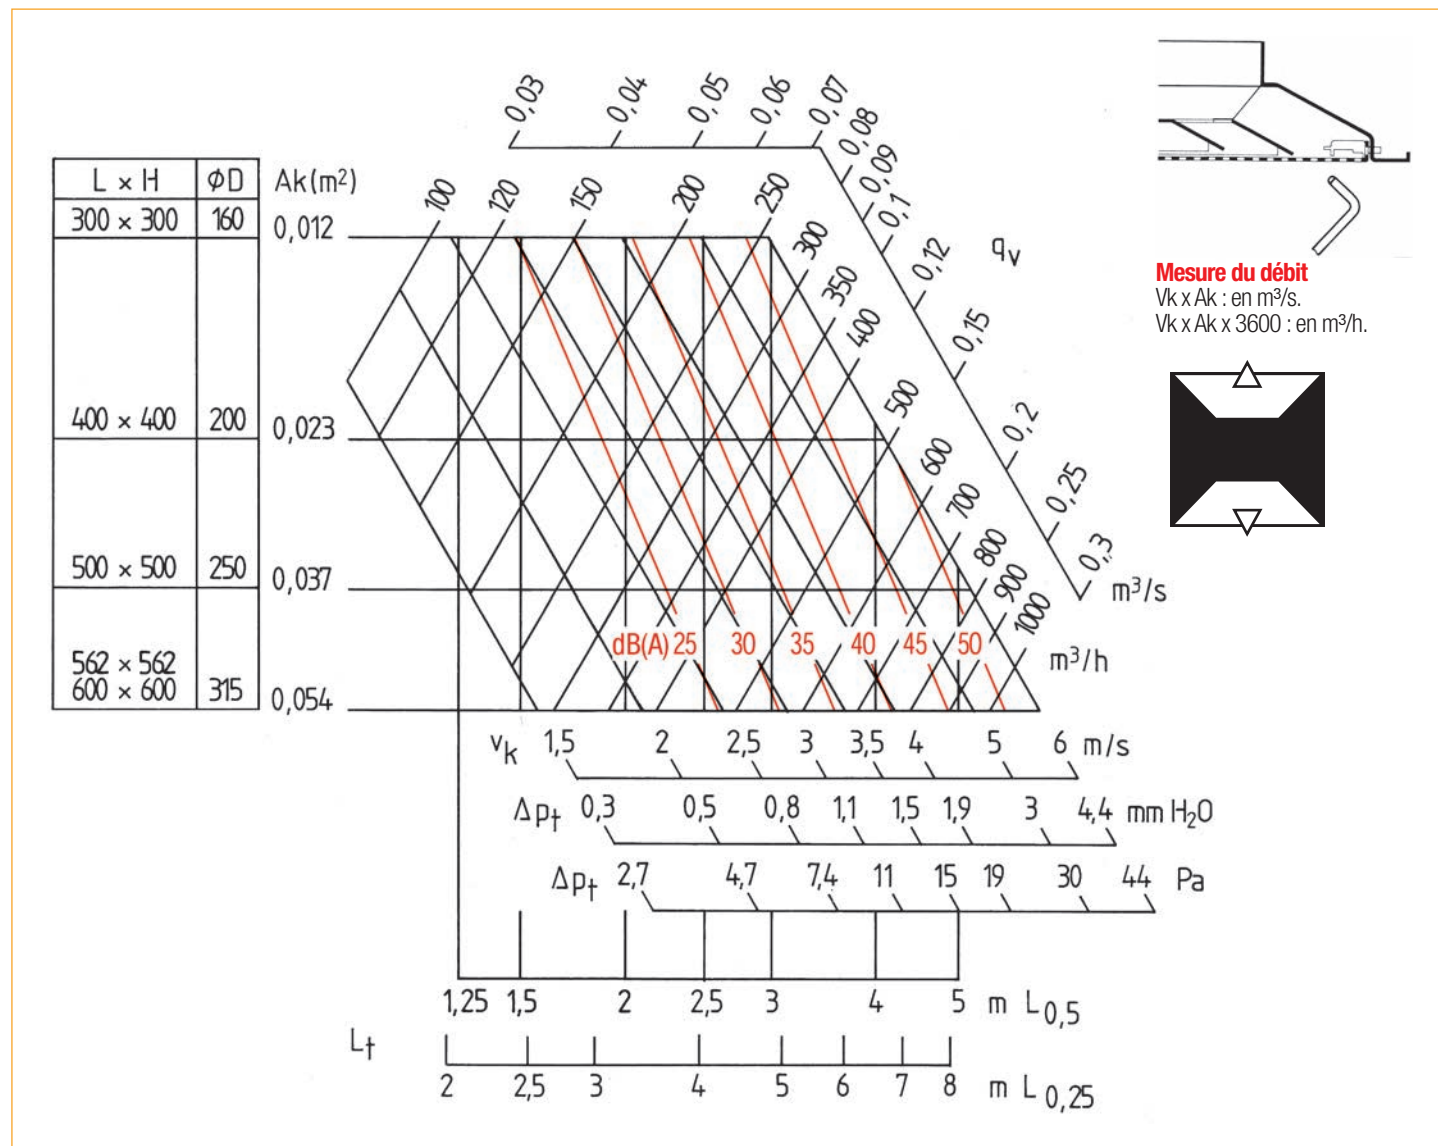 0,03 0,04 0,05 0,06 0,07 0,08 0,09 0,1 0,12 0,15 0,2 0,25 0,3 m³/s
qv
L × H ϕD Ak(m²)
300 × 300 160 0,012
400 × 400 200 0,023
500 × 500 250 0,037
562 × 562
600 × 600 315 0,054
100 120 150 200 250 300 350 400 500 600 700 800 900 1000 m³/h
dB(A) 25 30 35 40 45 50
vk 1,5 2 2,5 3 3,5 4 5 6 m/s
Δpt 0,3 0,5 0,8 1,1 1,5 1,9 3 4,4 mm H₂O
Δpt 2,7 4,7 7,4 11 15 19 30 44 Pa
1,25 1,5 2 2,5 3 4 5 m L0,5
Lt
2 2,5 3 4 5 6 7 8 m L0,25
Mesure du débit
Vk x Ak : en m³/s.
Vk x Ak x 3600 : en m³/h.